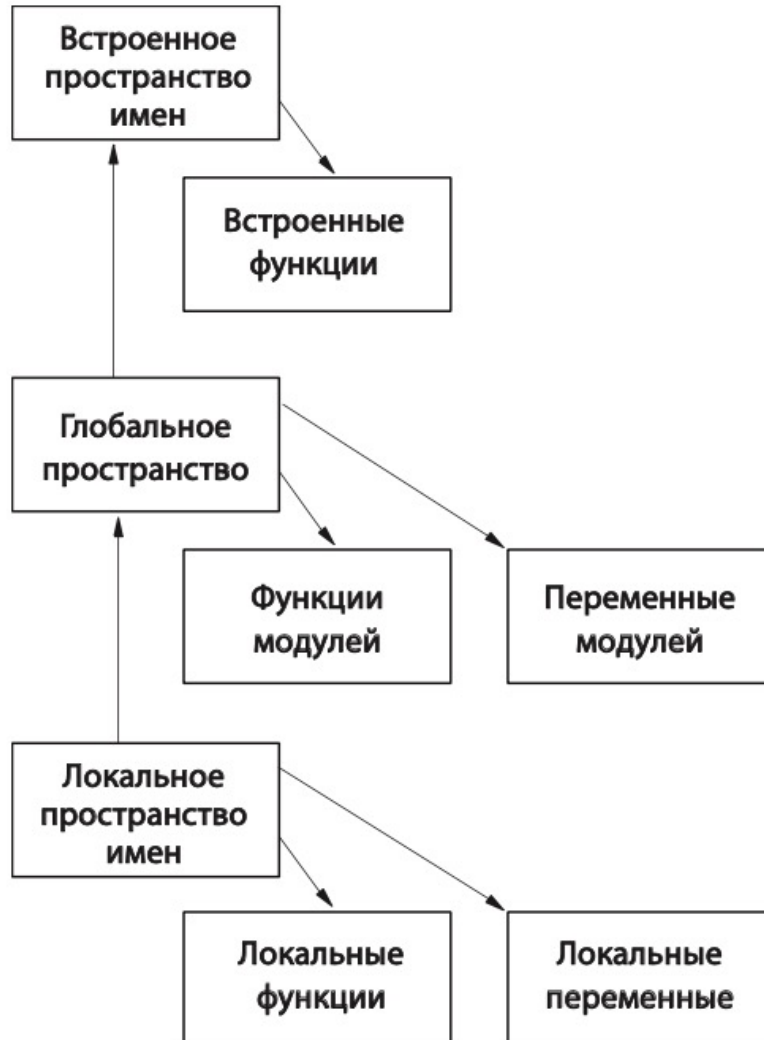 Встроенное
пространство
имен
Встроенные
функции
Глобальное
пространство
Функции
модулей
Переменные
модулей
Локальное
пространство
имен
Локальные
функции
Локальные
переменные